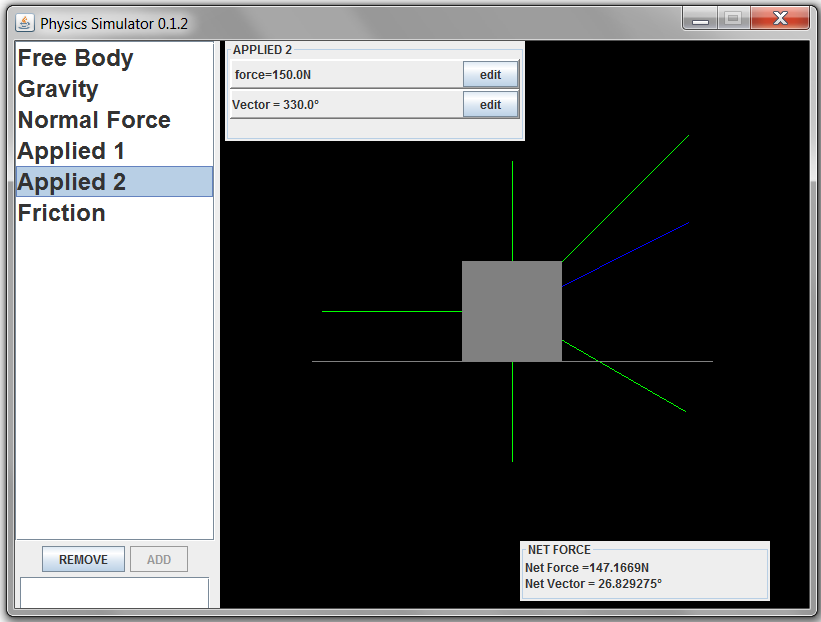 Physics Simulator 0.1.2
Free Body
Gravity
Normal Force
Applied 1
Applied 2
Friction
REMOVE
ADD
APPLIED 2
force=150.0N
edit
Vector = 330.0°
edit
NET FORCE
Net Force =147.1669N
Net Vector = 26.829275°